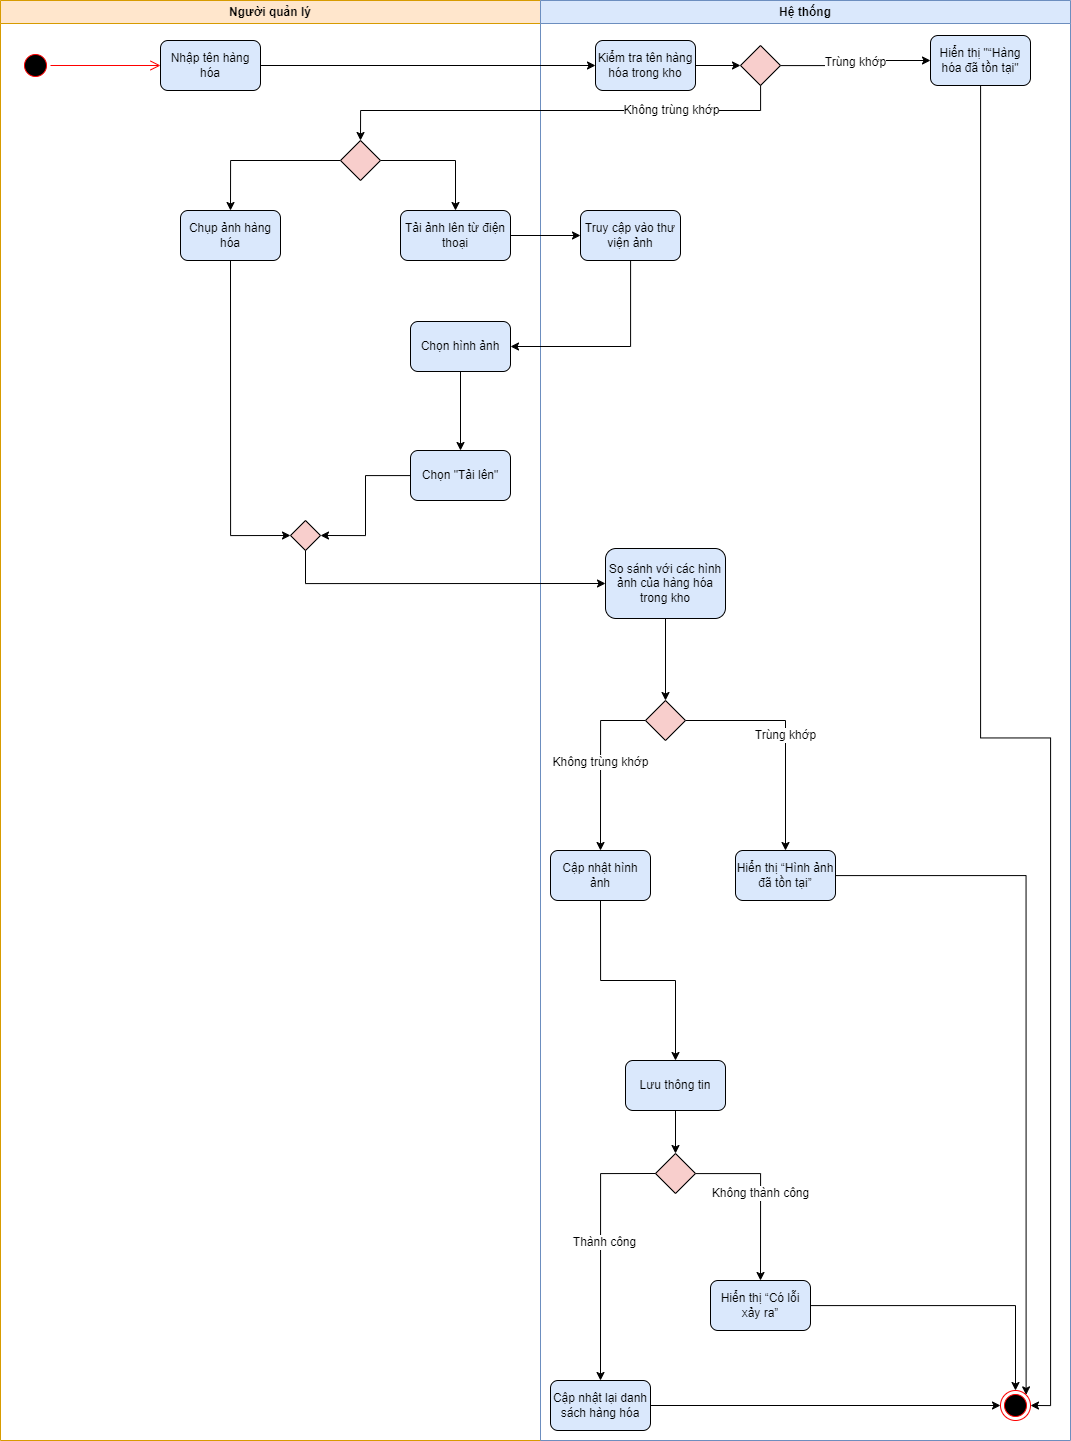 Người quản lý
Hệ thống
Nhập tên hàng
hóa
Kiểm tra tên hàng
hóa trong kho
Trùng khớp
Hiển thị "“Hàng
hóa đã tồn tại”
Không trùng khớp
Chụp ảnh hàng
hóa
Tải ảnh lên từ điện
thoại
Truy cập vào thư
viện ảnh
Chọn hình ảnh
Chọn "Tải lên"
So sánh với các hình
ảnh của hàng hóa
trong kho
Trùng khớp
Không trùng khớp
Cập nhật hình
ảnh
Hiển thị “Hình ảnh
đã tồn tại”
Lưu thông tin
Không thành công
Thành công
Hiển thị “Có lỗi
xảy ra”
Cập nhật lại danh
sách hàng hóa